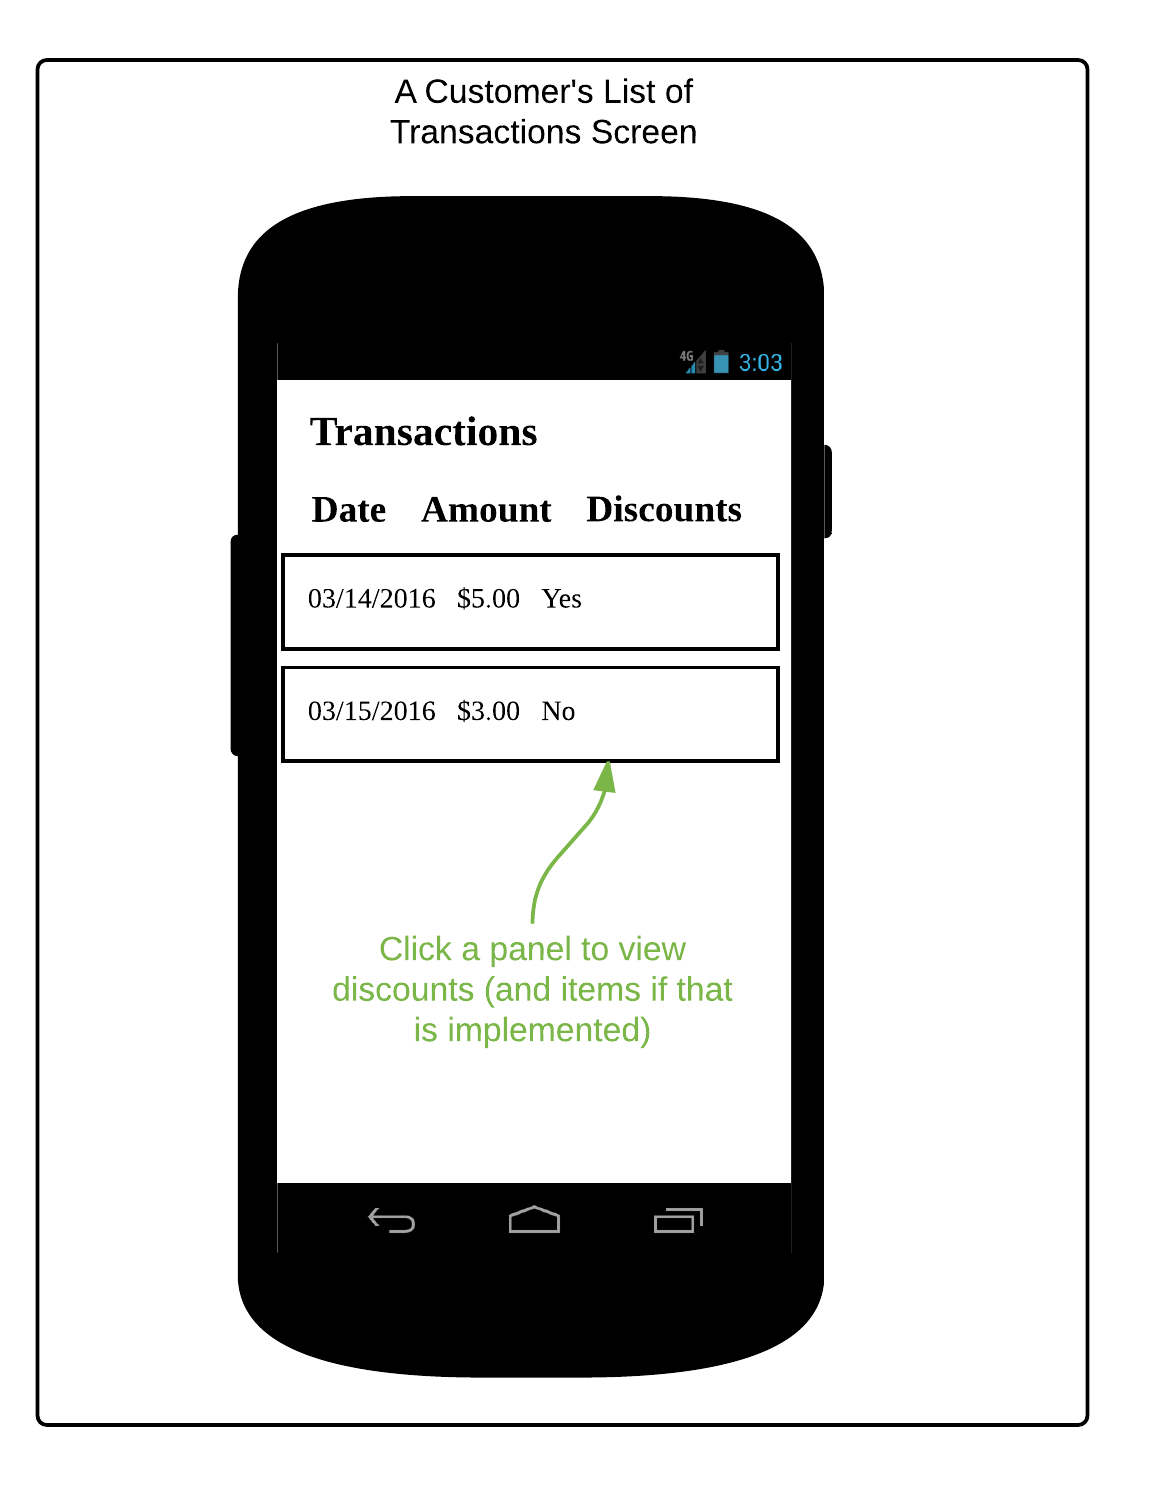 A Customer's List of
Transactions Screen
4G 3:03
Transactions
Date Amount Discounts
03/14/2016 $5.00 Yes
03/15/2016 $3.00 No
Click a panel to view
discounts (and items if that
is implemented)